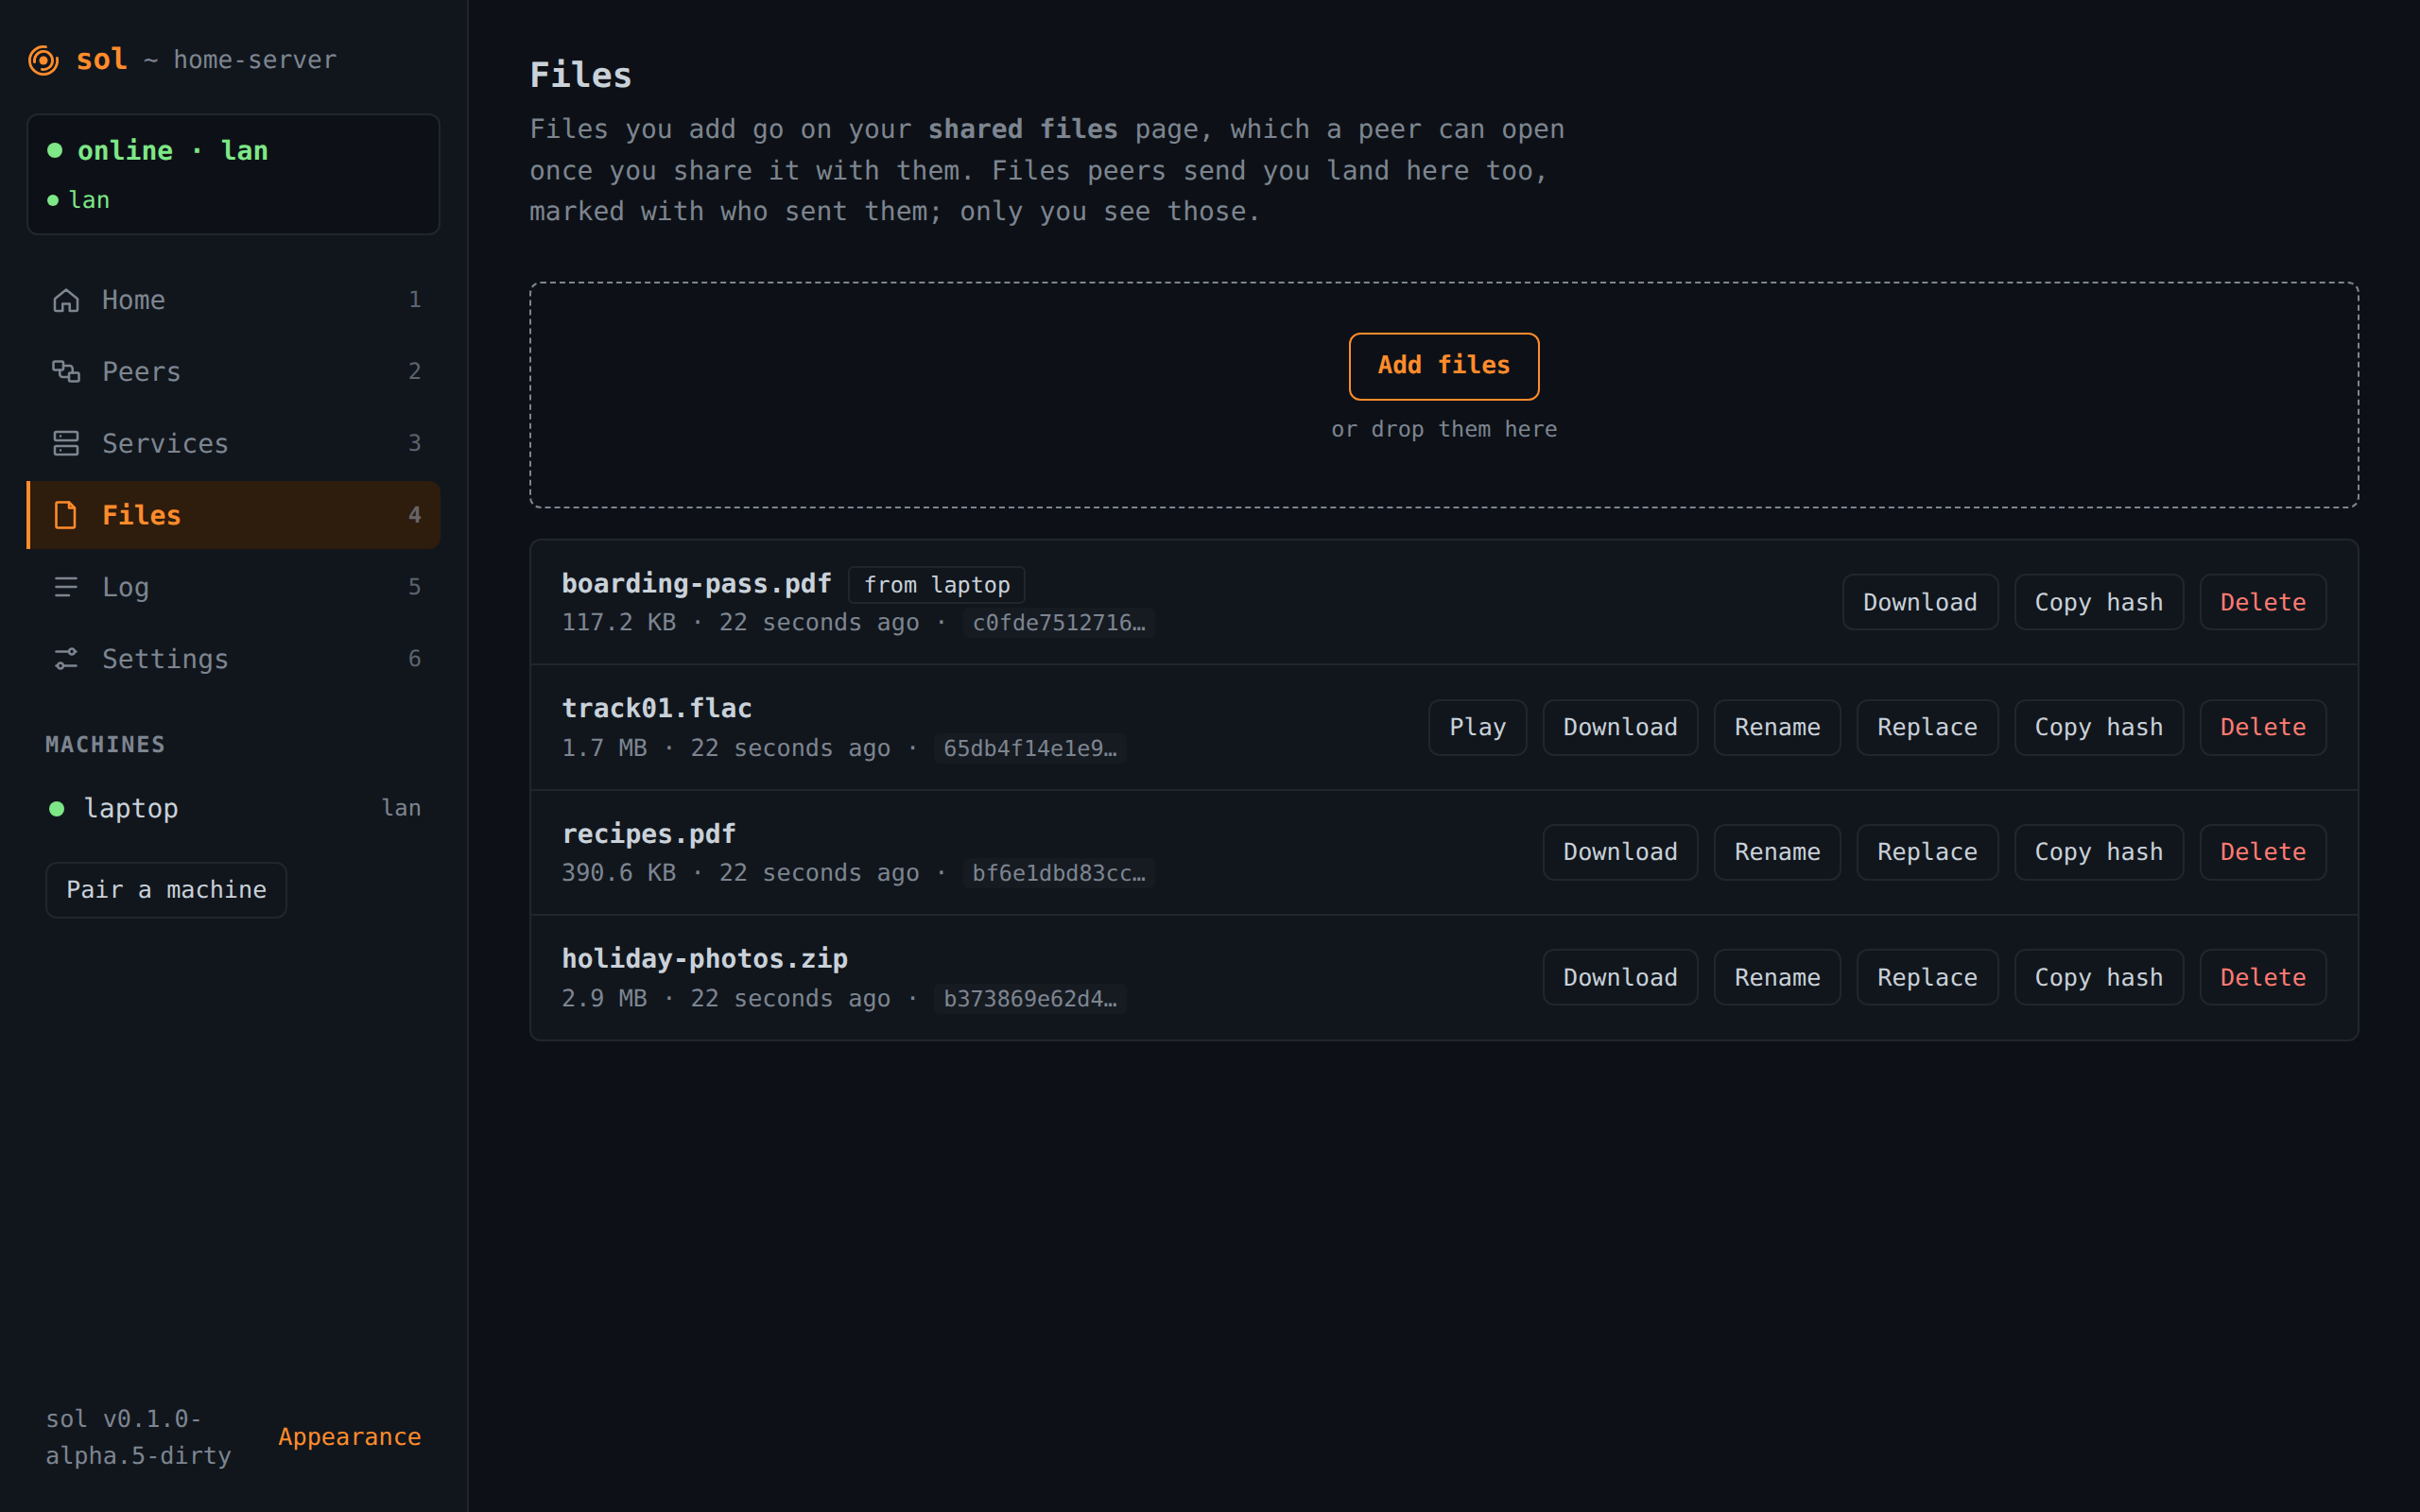 sol ~ home-server
online · lan
lan
Home 1
Peers 2
Services 3
Files 4
Log 5
Settings 6
MACHINES
laptop lan
Pair a machine
sol v0.1.0-
alpha.5-dirty
Appearance
Files
Files you add go on your shared files page, which a peer can open
once you share it with them. Files peers send you land here too,
marked with who sent them; only you see those.
Add files
or drop them here
boarding-pass.pdf from laptop
117.2 KB · 22 seconds ago · c0fde7512716…
Download Copy hash Delete
track01.flac
1.7 MB · 22 seconds ago · 65db4f14e1e9…
Play Download Rename Replace Copy hash Delete
recipes.pdf
390.6 KB · 22 seconds ago · bf6e1dbd83cc…
Download Rename Replace Copy hash Delete
holiday-photos.zip
2.9 MB · 22 seconds ago · b373869e62d4…
Download Rename Replace Copy hash Delete